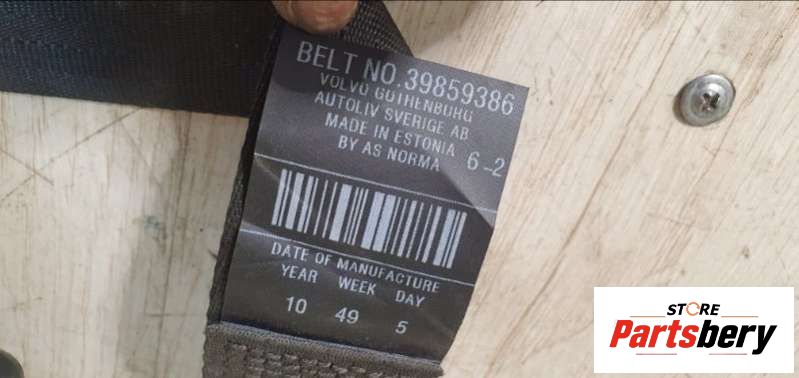 BELT NO.39859386
VOLVO GOTHENBURG
AUTOLIV SVERIGE AB
MADE IN ESTONIA
BY AS NORMA 6-2
DATE OF MANUFACTURE
YEAR WEEK DAY
10 49 5
STORE
Partsbery